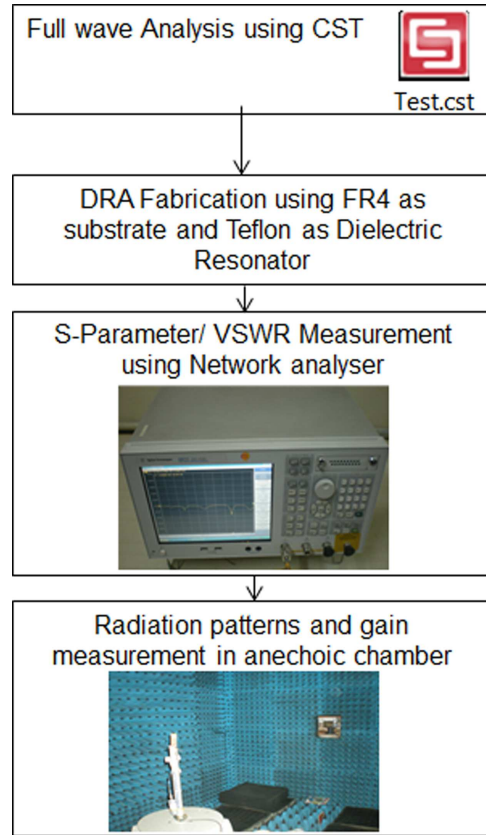 Full wave Analysis using CST
Test.cst
DRA Fabrication using FR4 as
substrate and Teflon as Dielectric
Resonator
S-Parameter/ VSWR Measurement
using Network analyser
Radiation patterns and gain
measurement in anechoic chamber